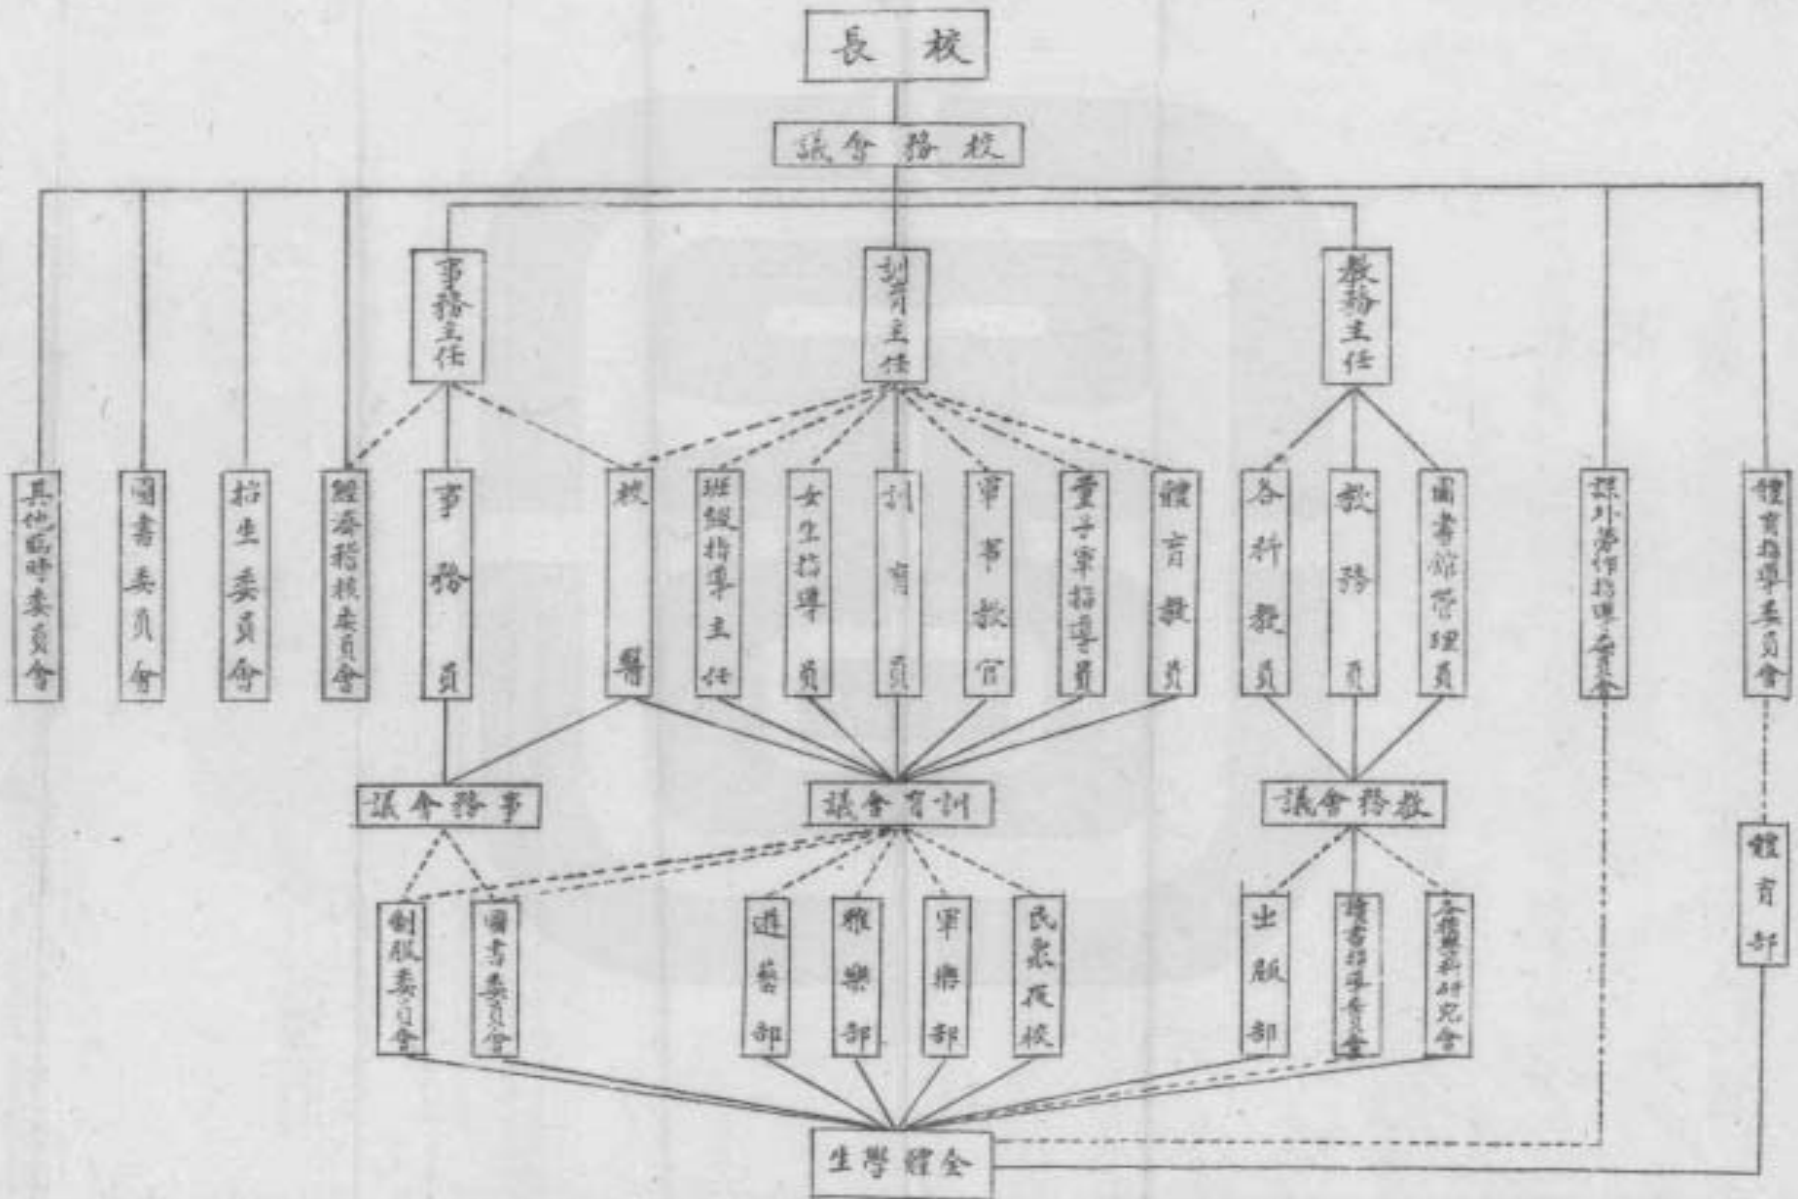 校長
校務會議
教務主任
訓育主任
事務主任
體育指導委員會
課外勞作指導委員會
圖書館管理員
教務員
各科教員
體育教員
童子軍指導員
軍事教官
訓育員
女生指導員
班級指導主任
校醫
事務員
經濟稽核委員會
招生委員會
圖書委員會
其他臨時委員會
教務會議
訓育會議
事務會議
體育部
研究會
讀書指導委員會
出版部
民衆夜校
軍樂部
雅樂部
遊藝部
圖書委員會
制服委員會
全體學生